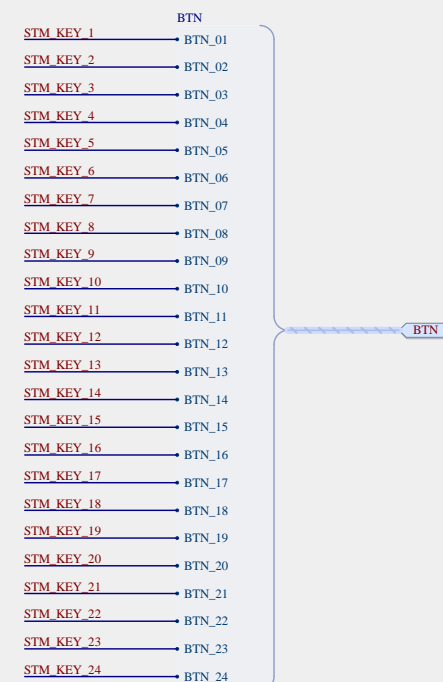 BTN
STM_KEY_1 BTN_01
STM_KEY_2 BTN_02
STM_KEY_3 BTN_03
STM_KEY_4 BTN_04
STM_KEY_5 BTN_05
STM_KEY_6 BTN_06
STM_KEY_7 BTN_07
STM_KEY_8 BTN_08
STM_KEY_9 BTN_09
STM_KEY_10 BTN_10
STM_KEY_11 BTN_11
BTN
STM_KEY_12 BTN_12
STM_KEY_13 BTN_13
STM_KEY_14 BTN_14
STM_KEY_15 BTN_15
STM_KEY_16 BTN_16
STM_KEY_17 BTN_17
STM_KEY_18 BTN_18
STM_KEY_19 BTN_19
STM_KEY_20 BTN_20
STM_KEY_21 BTN_21
STM_KEY_22 BTN_22
STM_KEY_23 BTN_23
STM_KEY_24 BTN_24